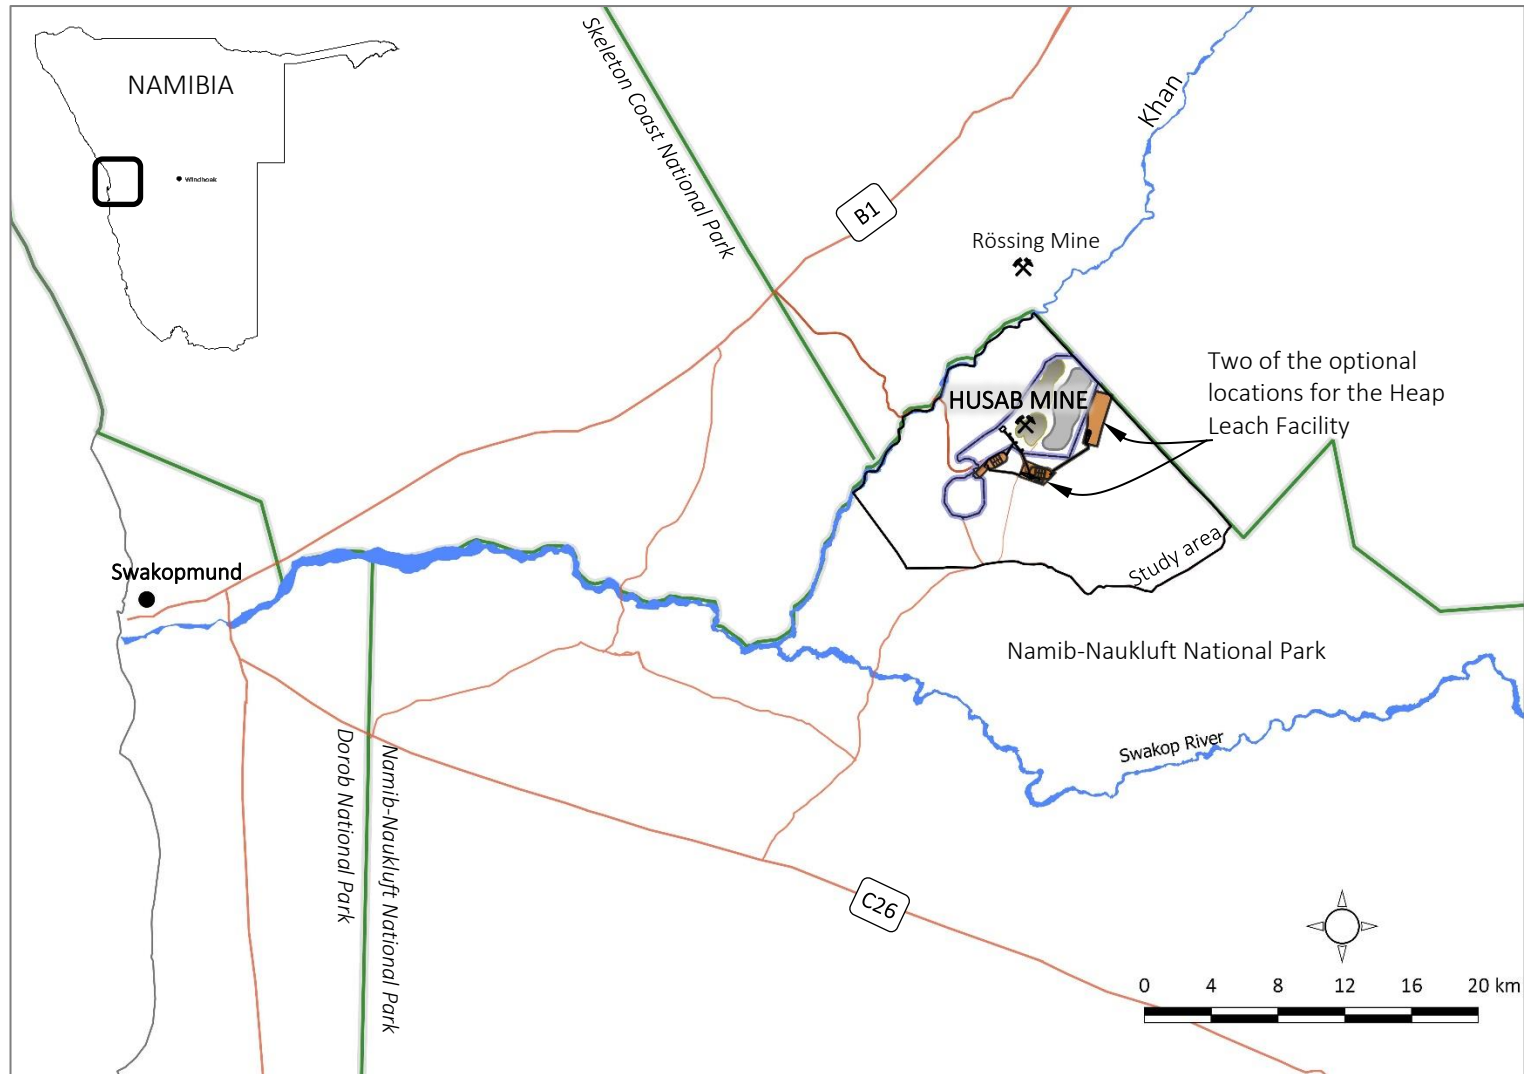 NAMIBIA
Windhoek
Skeleton Coast National Park
Khan
B1
Rössing Mine
Two of the optional
locations for the Heap
Leach Facility
HUSAB MINE
Study area
Swakopmund
Namib-Naukluft National Park
Swakop River
Dorob National Park
Namib-Naukluft National Park
C26
0 4 8 12 16 20 km